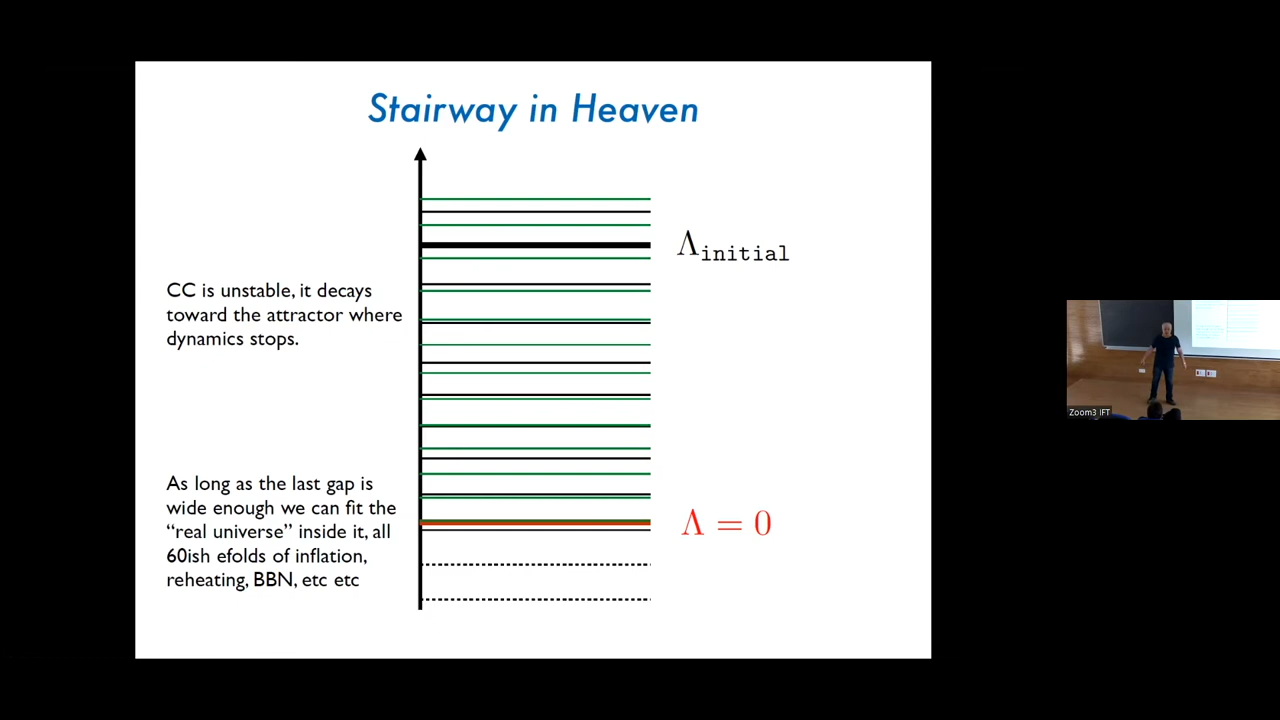 Stairway in Heaven
Λinitial
CC is unstable, it decays
toward the attractor where
dynamics stops.
As long as the last gap is
wide enough we can fit the
“real universe” inside it, all
60ish efolds of inflation,
reheating, BBN, etc etc
Λ = 0
Zoom3 IFT